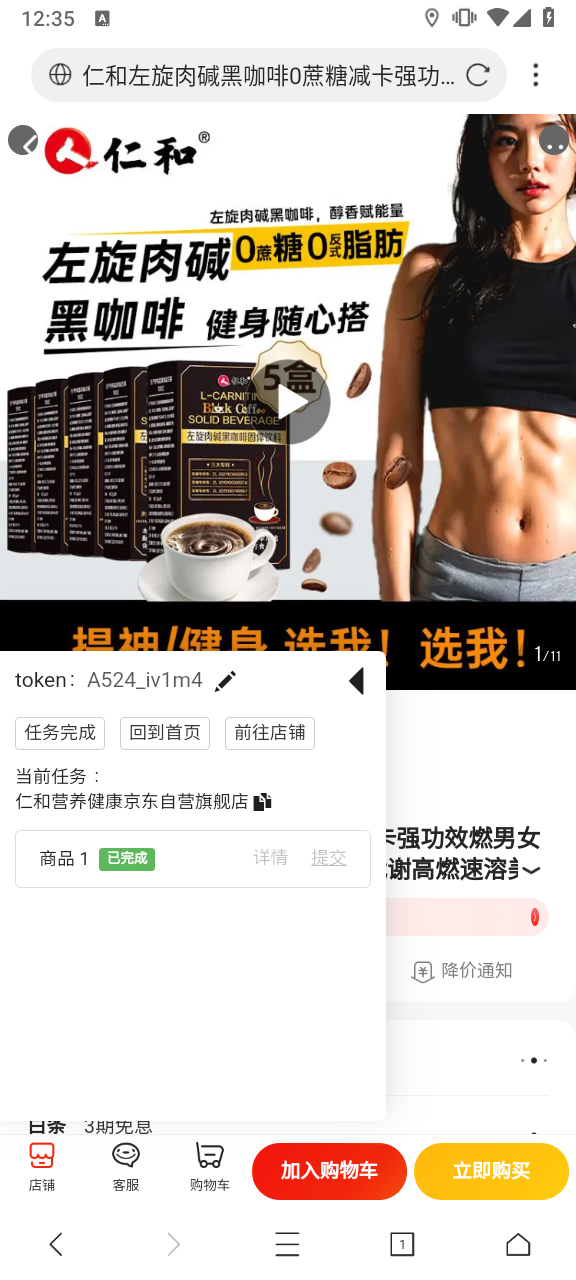 12:35
仁和左旋肉碱黑咖啡0蔗糖减卡强功...
仁和®
左旋肉碱黑咖啡，醇香赋能量
左旋肉碱0蔗糖0反式脂肪
黑咖啡 健身随心搭
5盒
仁和
L-CARNITIN
Black Coffee
SOLID BEVERAGE
左旋肉碱黑咖啡固体饮料
提神/健身 选我！选我！
1/11
token： A524_iv1m4
任务完成 回到首页 前往店铺
当前任务：
仁和营养健康京东自营旗舰店
商品 1 已完成 详情 提交
卡强功效燃男女
谢高燃速溶美
降价通知
白条 3期免息
店铺 客服 购物车 加入购物车 立即购买
1